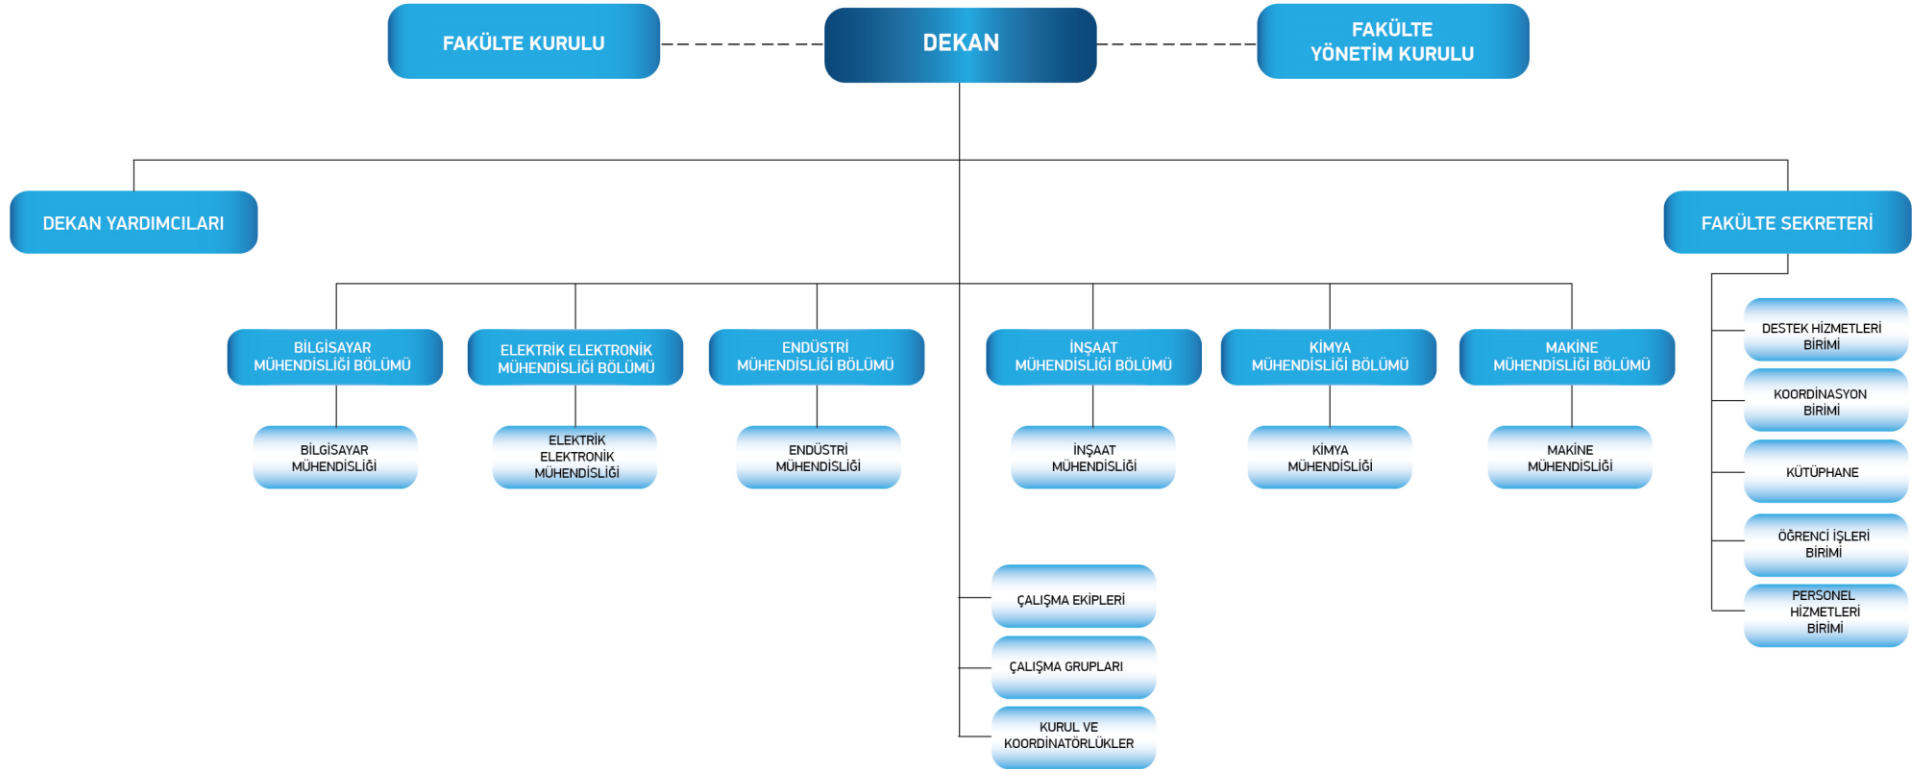 FAKÜLTE KURULU
DEKAN
FAKÜLTE
YÖNETİM KURULU
DEKAN YARDIMCILARI
FAKÜLTE SEKRETERİ
BİLGİSAYAR
MÜHENDİSLİĞİ BÖLÜMÜ
ELEKTRİK ELEKTRONİK
MÜHENDİSLİĞİ BÖLÜMÜ
ENDÜSTRİ
MÜHENDİSLİĞİ BÖLÜMÜ
İNŞAAT
MÜHENDİSLİĞİ BÖLÜMÜ
KİMYA
MÜHENDİSLİĞİ BÖLÜMÜ
MAKİNE
MÜHENDİSLİĞİ BÖLÜMÜ
BİLGİSAYAR
MÜHENDİSLİĞİ
ELEKTRİK
ELEKTRONİK
MÜHENDİSLİĞİ
ENDÜSTRİ
MÜHENDİSLİĞİ
İNŞAAT
MÜHENDİSLİĞİ
KİMYA
MÜHENDİSLİĞİ
MAKİNE
MÜHENDİSLİĞİ
DESTEK HİZMETLERİ
BİRİMİ
KOORDİNASYON
BİRİMİ
KÜTÜPHANE
ÖĞRENCİ İŞLERİ
BİRİMİ
PERSONEL
HİZMETLERİ
BİRİMİ
ÇALIŞMA EKİPLERİ
ÇALIŞMA GRUPLARI
KURUL VE
KOORDİNATÖRLÜKLER